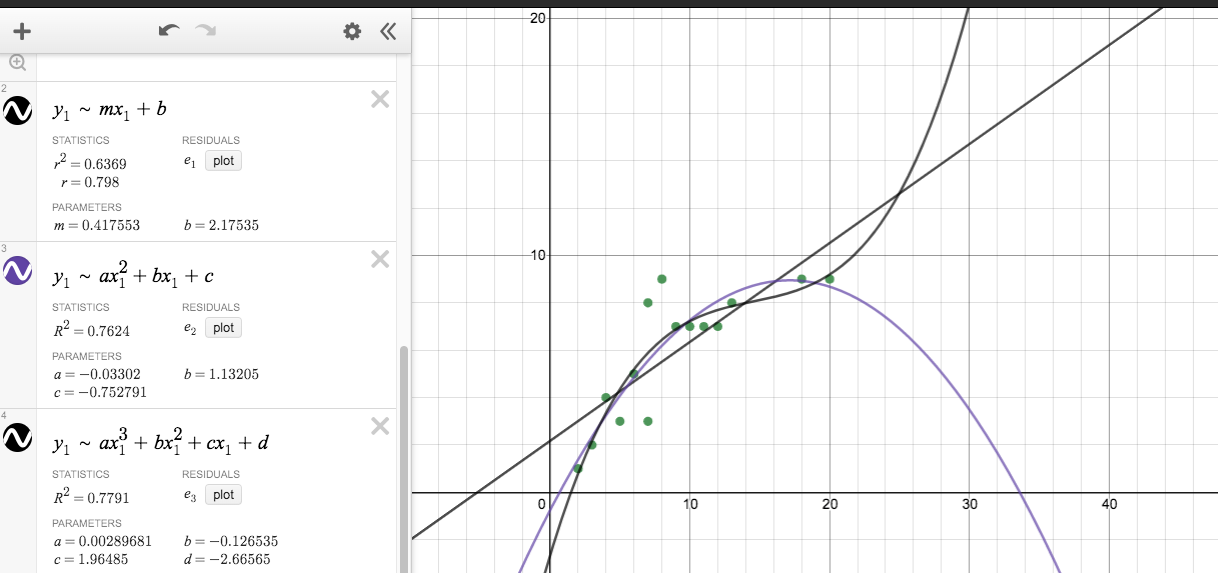 2
y₁ ~ mx₁ + b
STATISTICS RESIDUALS
r² = 0.6369 e₁ plot
r = 0.798
PARAMETERS
m = 0.417553 b = 2.17535
3
y₁ ~ ax₁² + bx₁ + c
STATISTICS RESIDUALS
R² = 0.7624 e₂ plot
PARAMETERS
a = −0.03302 b = 1.13205
c = −0.752791
4
y₁ ~ ax₁³ + bx₁² + cx₁ + d
STATISTICS RESIDUALS
R² = 0.7791 e₃ plot
PARAMETERS
a = 0.00289681 b = −0.126535
c = 1.96485 d = −2.66565
20
10
0 10 20 30 40